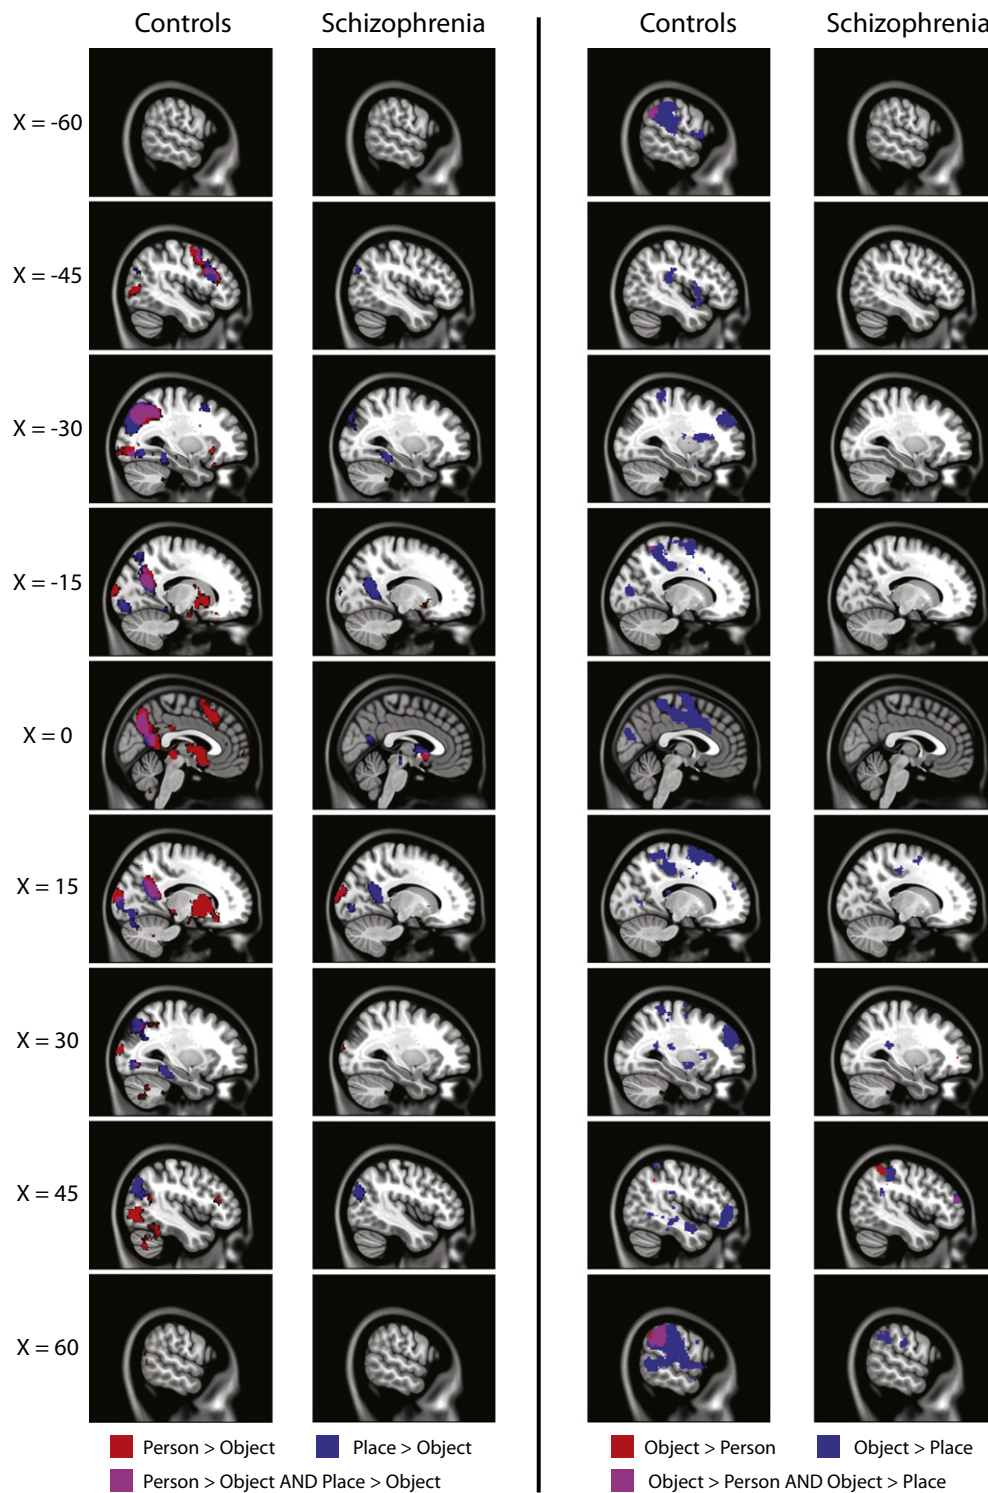 Controls Schizophrenia Controls Schizophrenia
X = -60
X = -45
X = -30
X = -15
X = 0
X = 15
X = 30
X = 45
X = 60
Person > Object Place > Object
Person > Object AND Place > Object
Object > Person Object > Place
Object > Person AND Object > Place